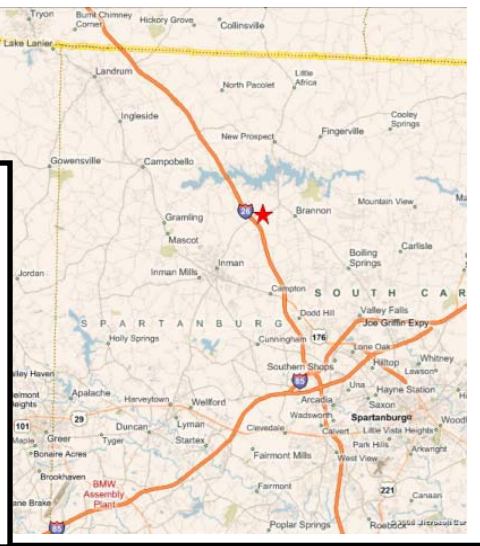 Tryon
Burnt Chimney
Corner
Hickory Grove
Collinsville
Lake Lanier
Landrum
North Pacolet
Little
Africa
Ingleside
Cooley
Springs
New Prospect
Fingerville
Gowensville
Campobello
Mountain View
26
Brannon
Gramling
Mascot
Boiling
Springs
Carlisle
Inman
Jordan
Inman Mills
Campton
SOUTH CAR
Dodd Hill
Valley Falls
SPARTANBURG
Joe Griffin Expy
Holly Springs
Cunningham
176
Lone Oak
Whitney
Southern Shops
Hilltop
Lawson
85
Una
Hayne Station
Apalache
Harveytown
Wellford
Arcadia
Saxon
29
Wadsworth
Spartanburg
101
Duncan
Lyman
Clevedale
Calvert
Little Vista Heights
Greer
Tyger
Startex
Park Hills
Arkwright
Bonaire Acres
Fairmont Mills
West View
Brookhaven
BMW
Assembly
Plant
Fairmont
221
Canaan
85
Poplar Springs
Roebuck